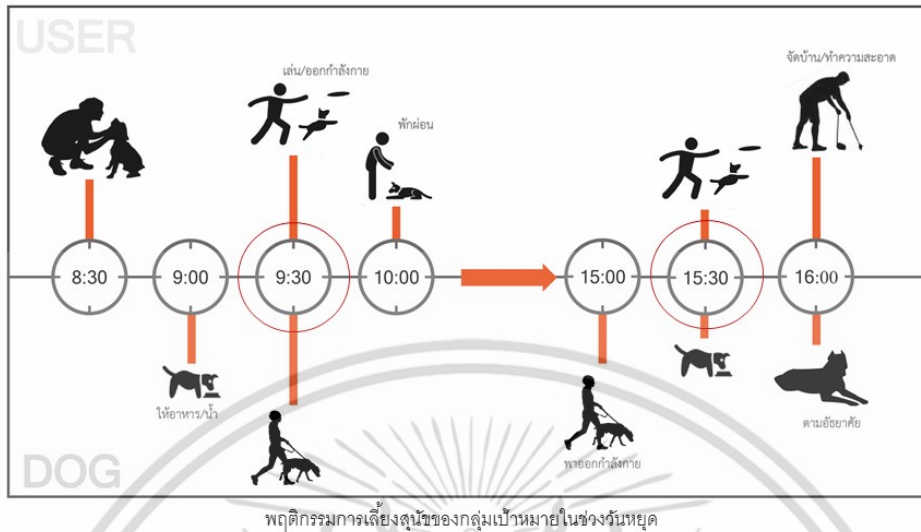 USER
เล่น/ออกกำลังกาย
จัดบ้าน/ทำความสะอาด
พักผ่อน
8:30
9:00
9:30
10:00
15:00
15:30
16:00
ให้อาหาร/น้ำ
พาออกกำลังกาย
ตามอัธยาศัย
DOG
พฤติกรรมการเลี้ยงสุนัขของกลุ่มเป้าหมายในช่วงวันหยุด